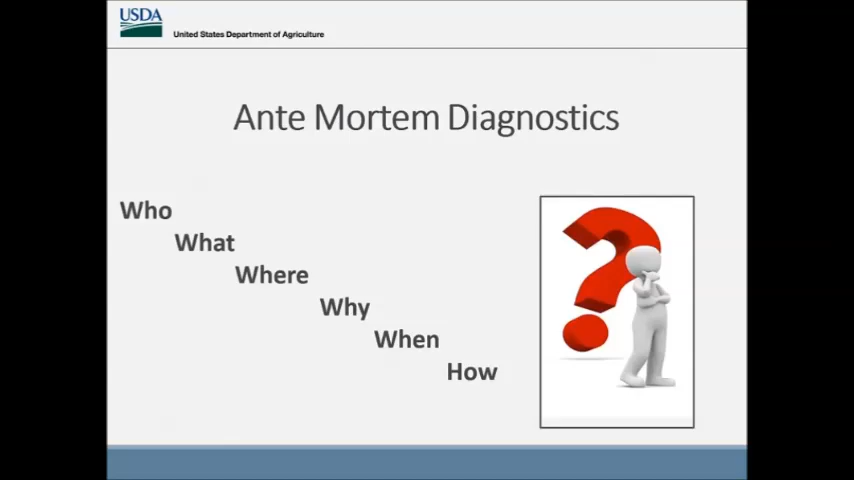 USDA
United States Department of Agriculture
Ante Mortem Diagnostics
Who
What
Where
Why
When
How